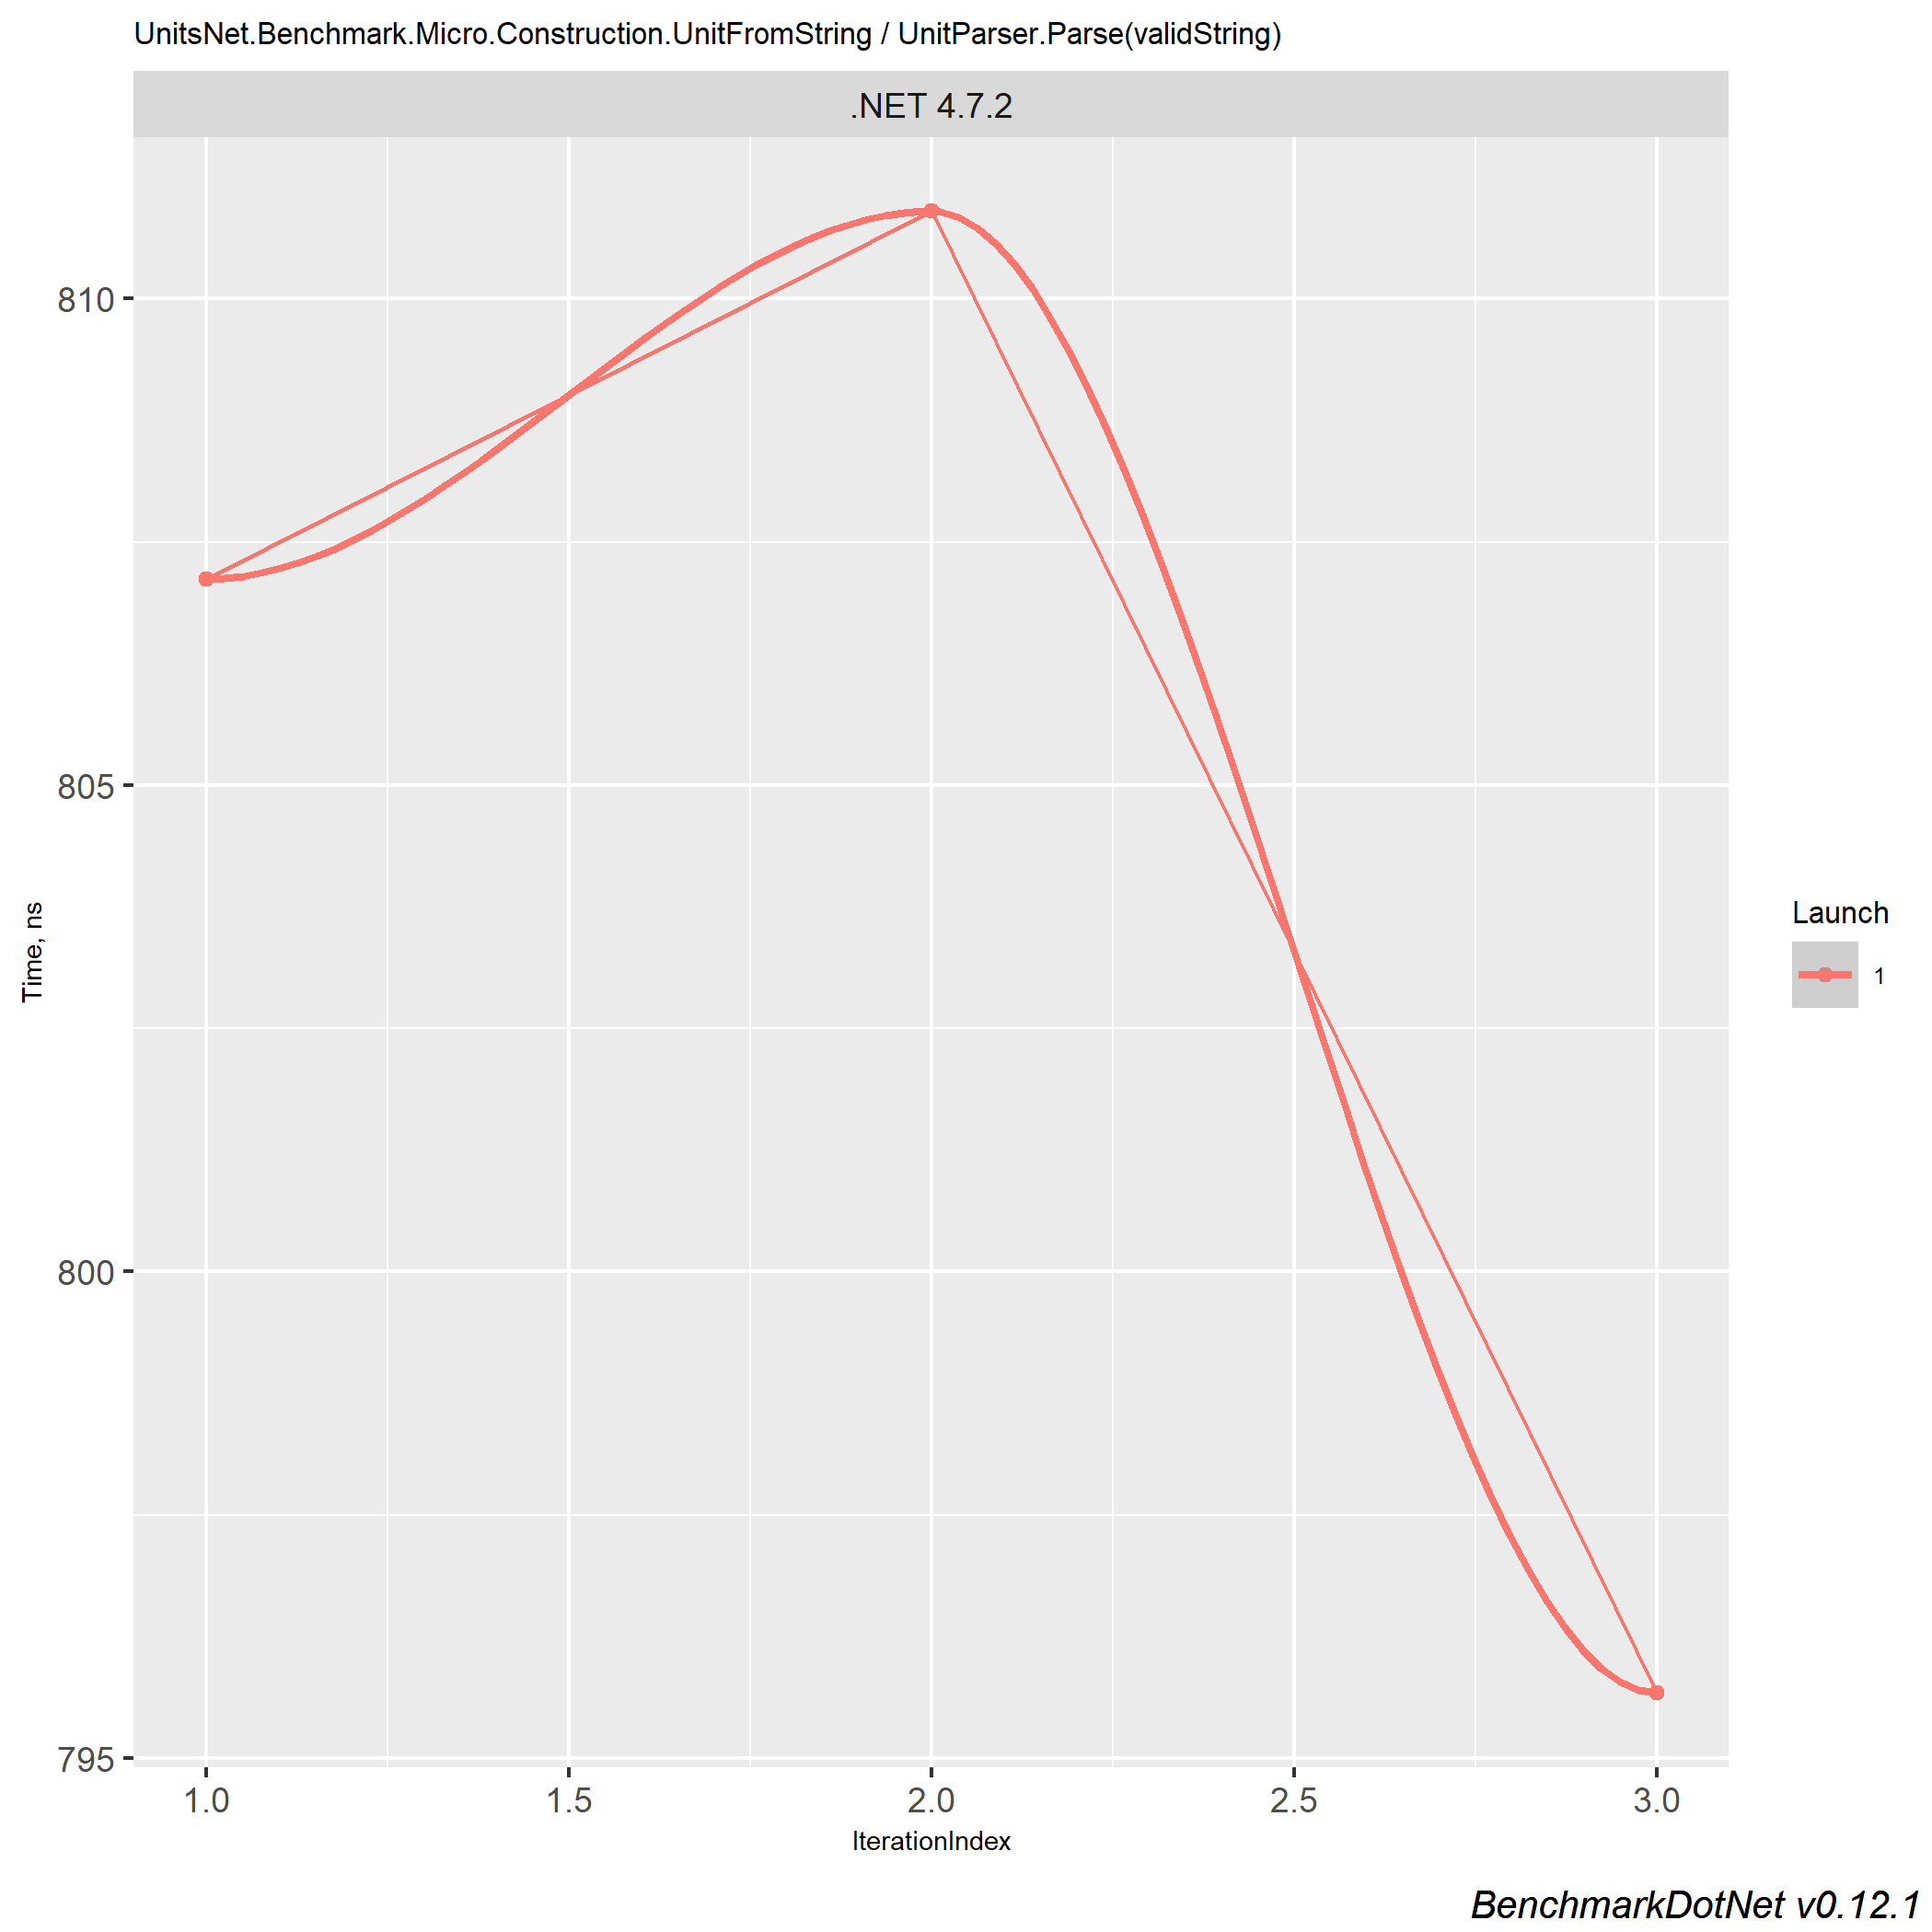 UnitsNet.Benchmark.Micro.Construction.UnitFromString / UnitParser.Parse(validString)
.NET 4.7.2
810
805
800
795
Time, ns
1.0 1.5 2.0 2.5 3.0
IterationIndex
Launch
1
BenchmarkDotNet v0.12.1